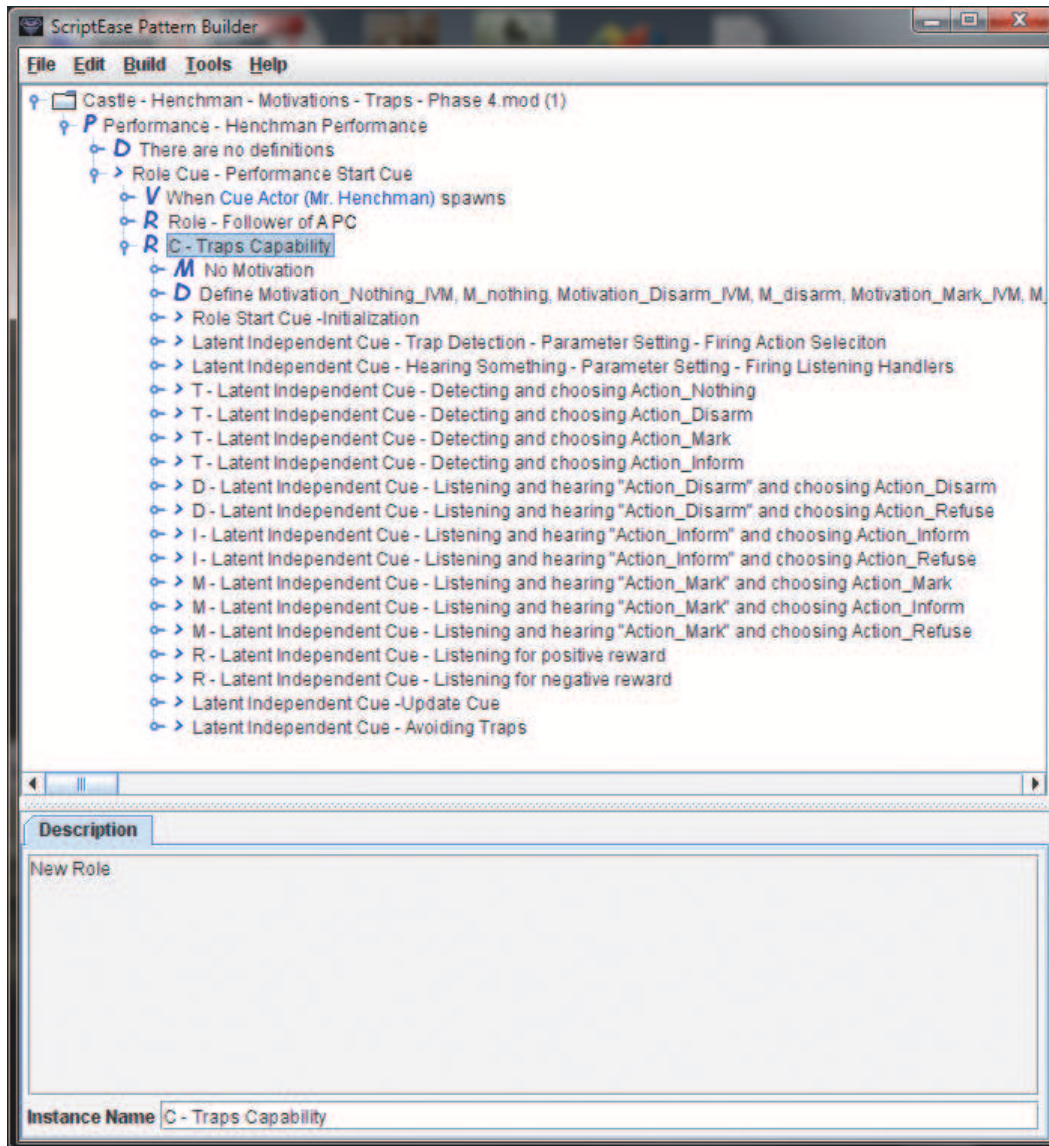 ScriptEase Pattern Builder
File Edit Build Tools Help
Castle - Henchman - Motivations - Traps - Phase 4.mod (1)
P Performance - Henchman Performance
D There are no definitions
> Role Cue - Performance Start Cue
V When Cue Actor (Mr. Henchman) spawns
R Role - Follower of A PC
R C - Traps Capability
M No Motivation
D Define Motivation_Nothing_IVM, M_nothing, Motivation_Disarm_IVM, M_disarm, Motivation_Mark_IVM, M_
> Role Start Cue -Initialization
> Latent Independent Cue - Trap Detection - Parameter Setting - Firing Action Seleciton
> Latent Independent Cue - Hearing Something - Parameter Setting - Firing Listening Handlers
> T - Latent Independent Cue - Detecting and choosing Action_Nothing
> T - Latent Independent Cue - Detecting and choosing Action_Disarm
> T - Latent Independent Cue - Detecting and choosing Action_Mark
> T - Latent Independent Cue - Detecting and choosing Action_Inform
> D - Latent Independent Cue - Listening and hearing "Action_Disarm" and choosing Action_Disarm
> D - Latent Independent Cue - Listening and hearing "Action_Disarm" and choosing Action_Refuse
> I - Latent Independent Cue - Listening and hearing "Action_Inform" and choosing Action_Inform
> I - Latent Independent Cue - Listening and hearing "Action_Inform" and choosing Action_Refuse
> M - Latent Independent Cue - Listening and hearing "Action_Mark" and choosing Action_Mark
> M - Latent Independent Cue - Listening and hearing "Action_Mark" and choosing Action_Inform
> M - Latent Independent Cue - Listening and hearing "Action_Mark" and choosing Action_Refuse
> R - Latent Independent Cue - Listening for positive reward
> R - Latent Independent Cue - Listening for negative reward
> Latent Independent Cue -Update Cue
> Latent Independent Cue - Avoiding Traps
Description
New Role
Instance Name C - Traps Capability